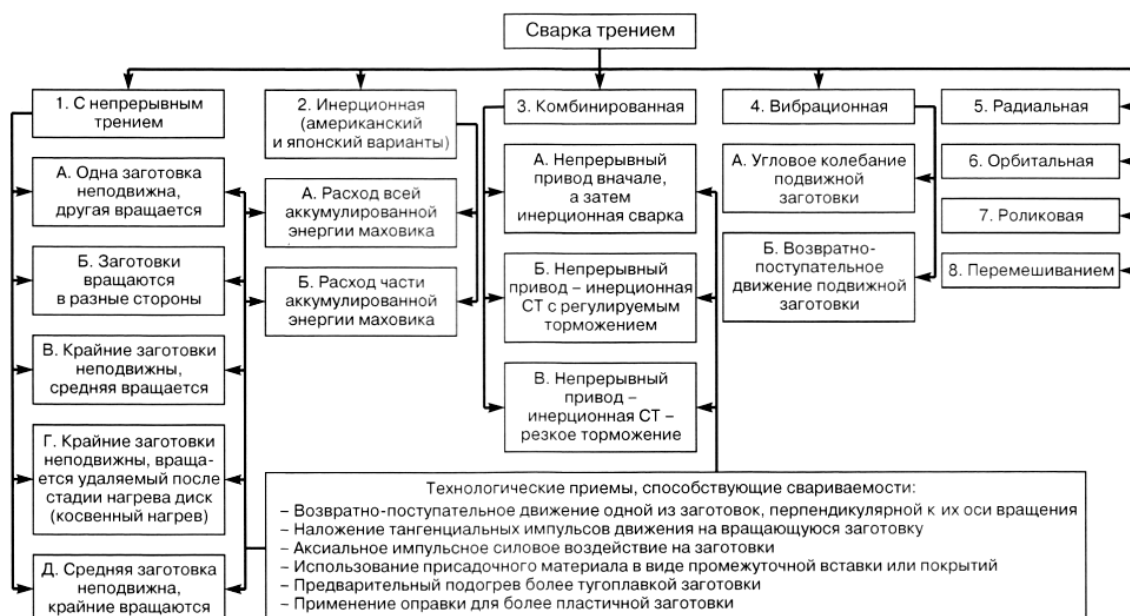 Сварка трением
1. С непрерывным
трением
А. Одна заготовка
неподвижна,
другая вращается
Б. Заготовки
вращаются
в разные стороны
В. Крайние заготовки
неподвижны,
средняя вращается
Г. Крайние заготовки
неподвижны, враща-
ется удаляемый после
стадии нагрева диск
(косвенный нагрев)
Д. Средняя заготовка
неподвижна,
крайние вращаются
2. Инерционная
(американский
и японский варианты)
А. Расход всей
аккумулированной
энергии маховика
Б. Расход части
аккумулированной
энергии маховика
3. Комбинированная
А. Непрерывный
привод вначале,
а затем
инерционная сварка
Б. Непрерывный
привод – инерционная
СТ с регулируемым
торможением
В. Непрерывный
привод –
инерционная СТ –
резкое торможение
4. Вибрационная
А. Угловое колебание
подвижной
заготовки
Б. Возвратно-
поступательное
движение подвижной
заготовки
5. Радиальная
6. Орбитальная
7. Роликовая
8. Перемешиванием
Технологические приемы, способствующие свариваемости:
– Возвратно-поступательное движение одной из заготовок, перпендикулярной к их оси вращения
– Наложение тангенциальных импульсов движения на вращающуюся заготовку
– Аксиальное импульсное силовое воздействие на заготовки
– Использование присадочного материала в виде промежуточной вставки или покрытий
– Предварительный подогрев более тугоплавкой заготовки
– Применение оправки для более пластичной заготовки